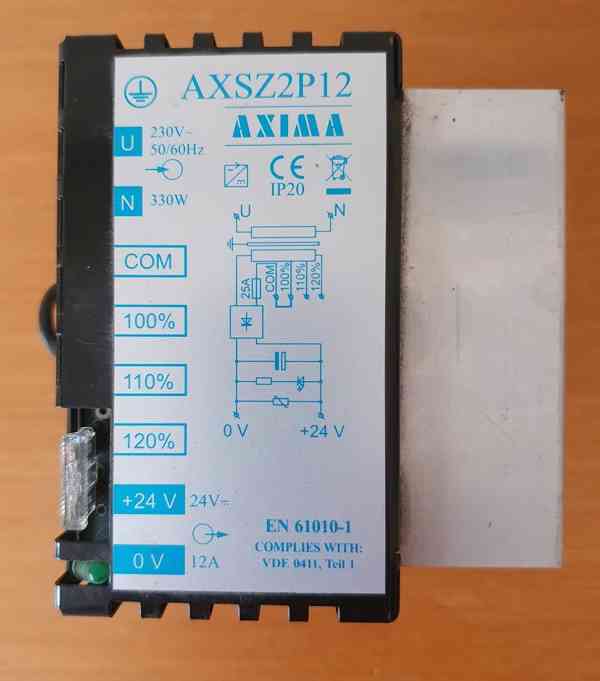 AXSZ2P12
AXIMA
U 230V~
50/60Hz
N 330W
CE
IP20
COM
100%
110%
120%
+24 V 24V⎓
0 V 12A
U N
25A
COM
100%
110%
120%
0 V +24 V
EN 61010-1
COMPLIES WITH:
VDE 0411, Teil 1